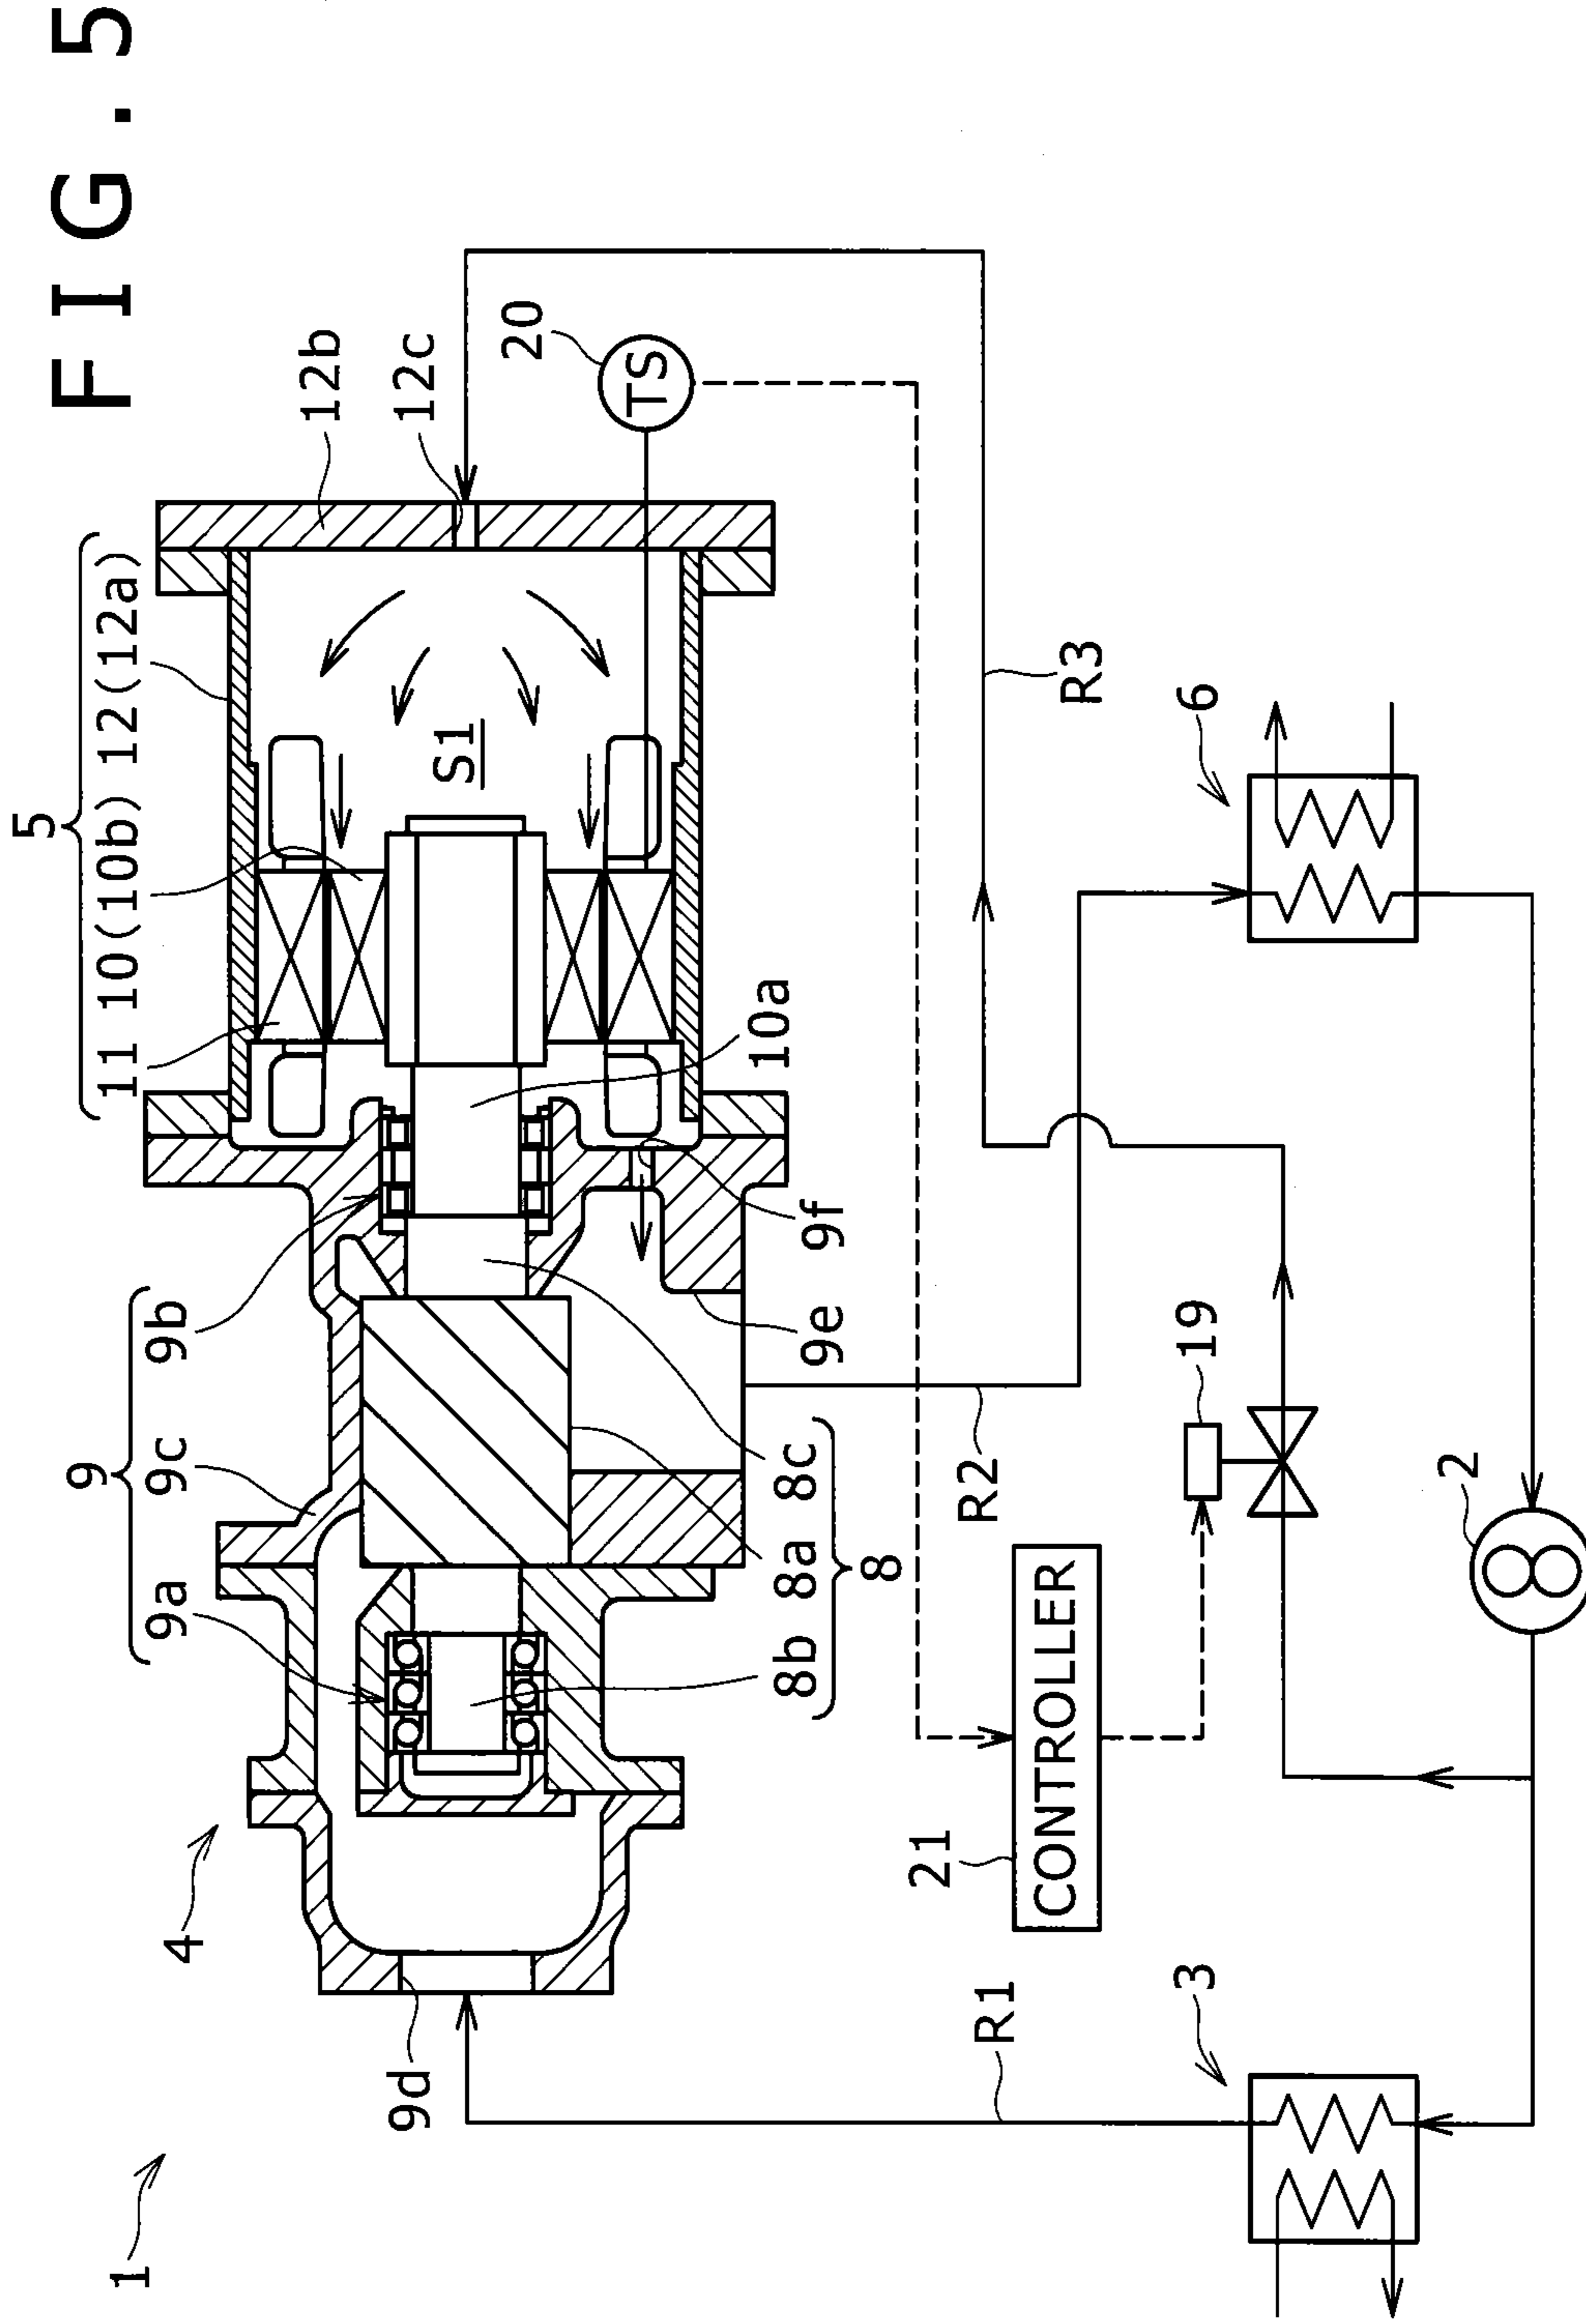 FIG.5
5
11 10(10b) 12(12a)
12b
12c
20
TS
S1
9
9a 9c 9b
10a
9f
9e
8b 8a 8c
8
4
1
9d
R1
R2
R3
21
CONTROLLER
19
6
3
2